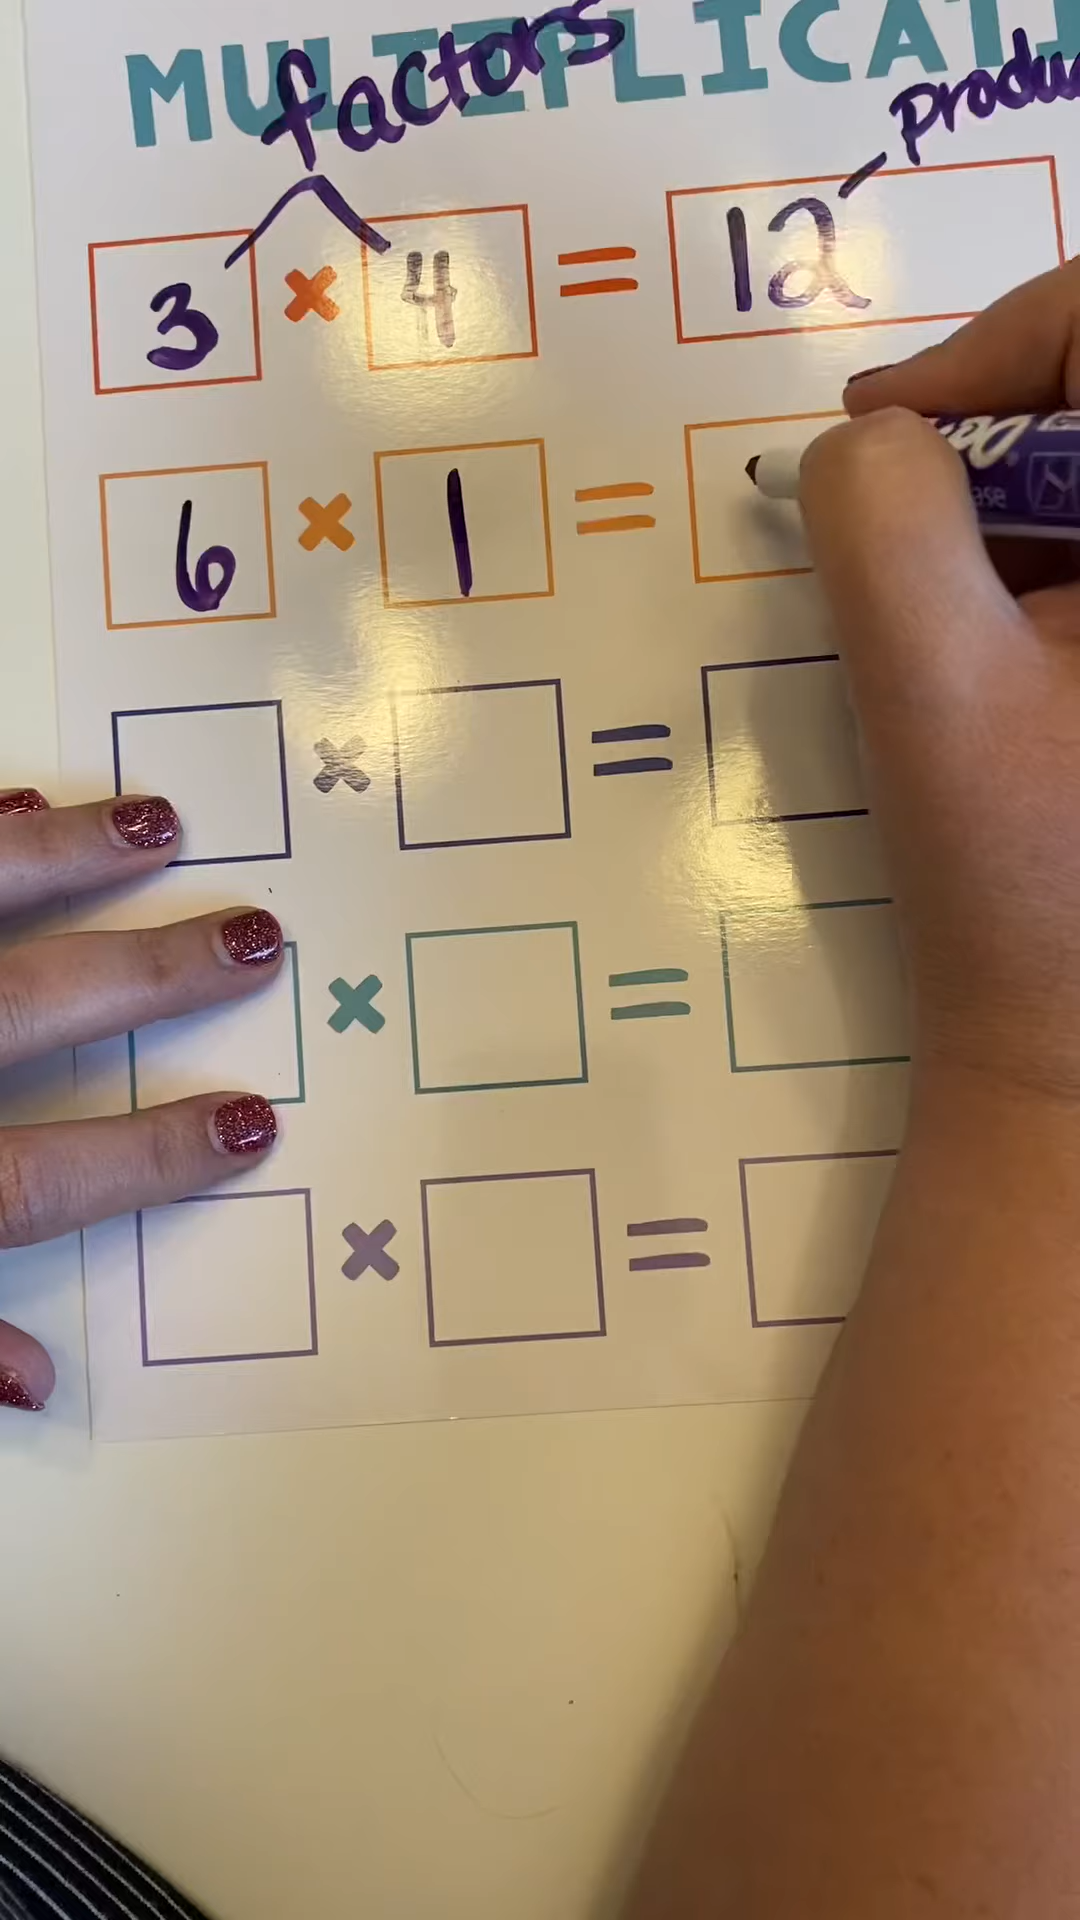 MULTIPLICATI
factors
produ
3 × 4 = 12
6 × 1 =
× =
× =
× =